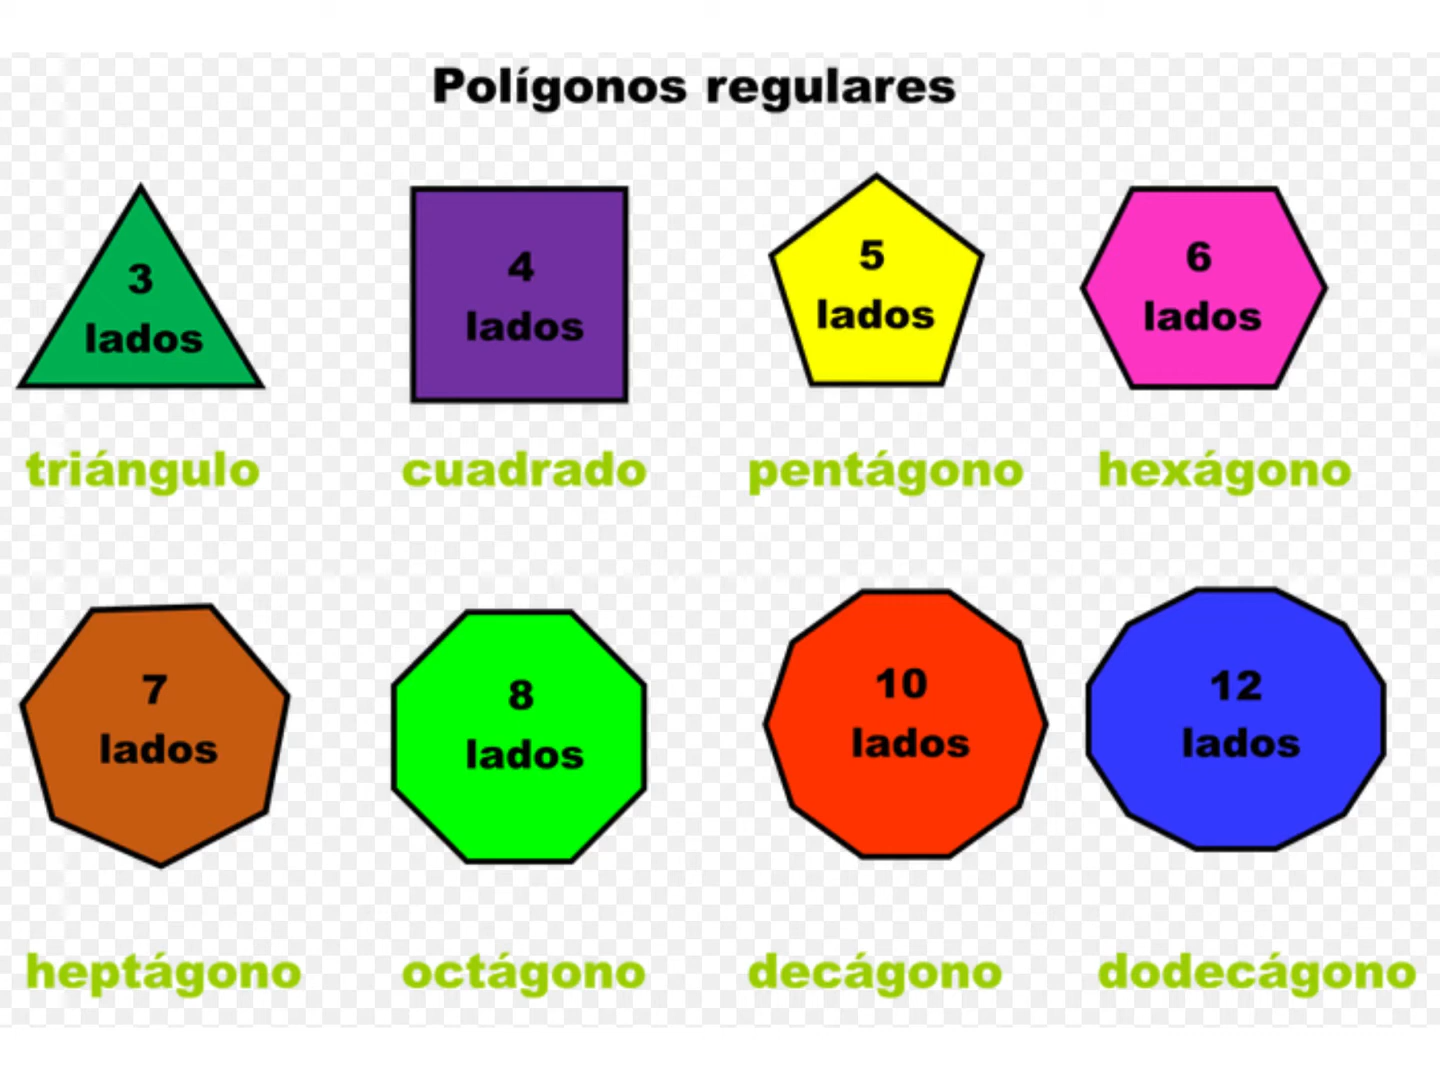 Polígonos regulares
3
lados
4
lados
5
lados
6
lados
triángulo
cuadrado
pentágono
hexágono
7
lados
8
lados
10
lados
12
lados
heptágono
octágono
decágono
dodecágono